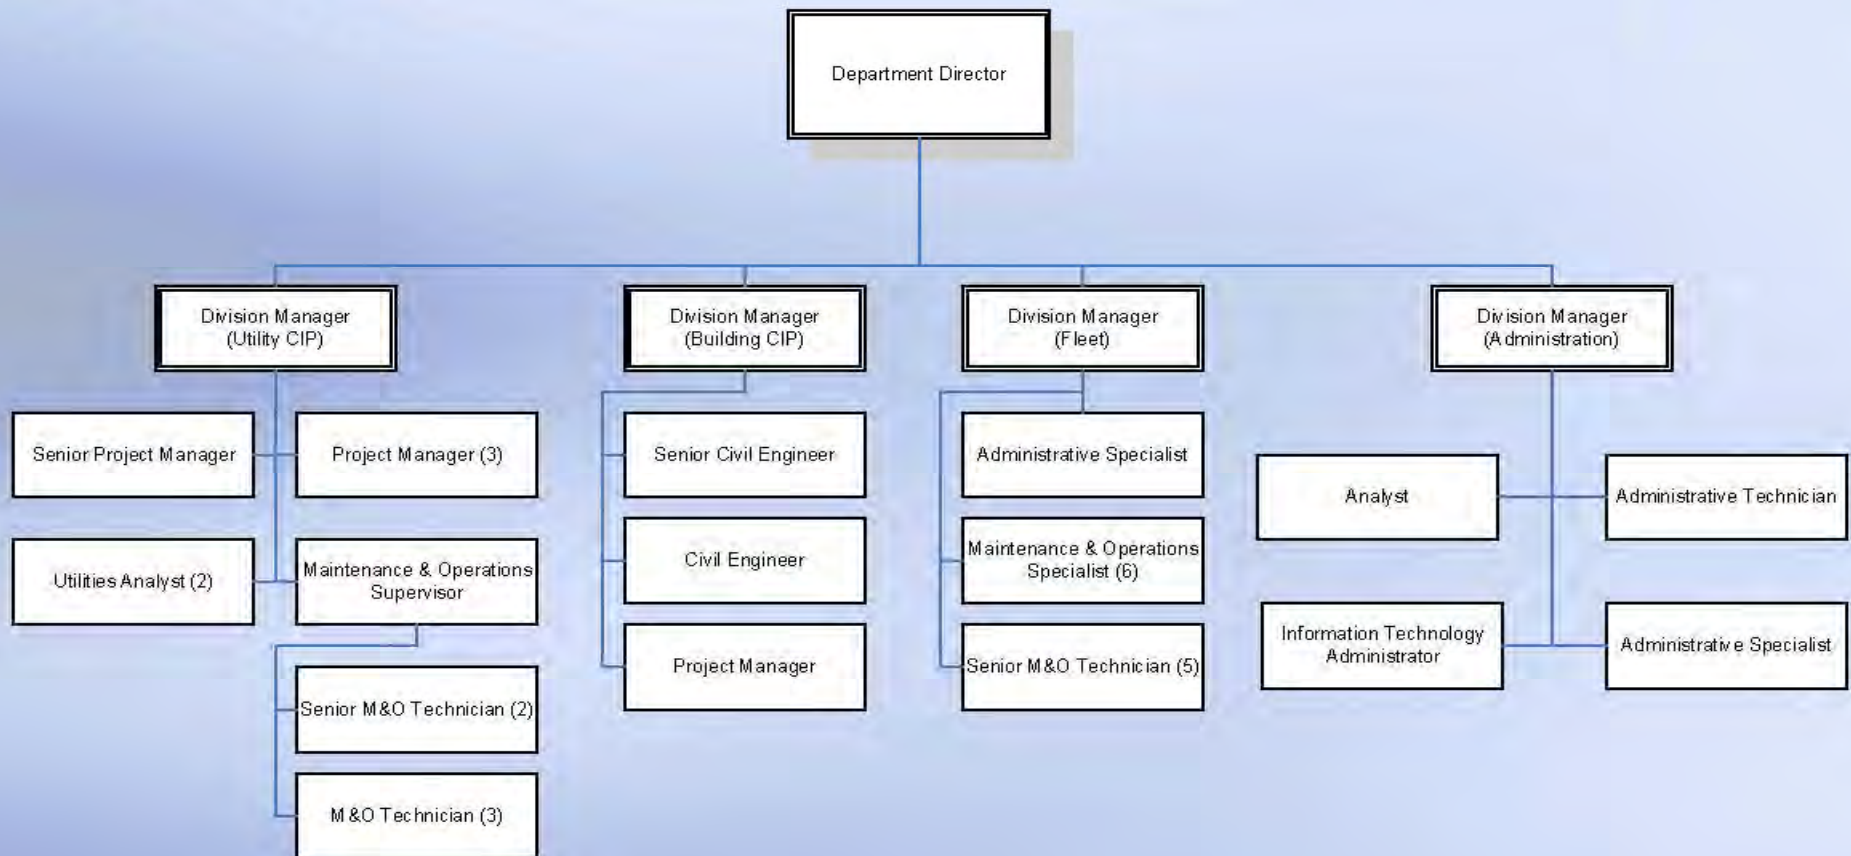 Department Director
Division Manager
(Utility CIP)
Division Manager
(Building CIP)
Division Manager
(Fleet)
Division Manager
(Administration)
Senior Project Manager
Project Manager (3)
Utilities Analyst (2)
Maintenance & Operations
Supervisor
Senior M&O Technician (2)
M&O Technician (3)
Senior Civil Engineer
Civil Engineer
Project Manager
Administrative Specialist
Maintenance & Operations
Specialist (6)
Senior M&O Technician (5)
Analyst
Administrative Technician
Information Technology
Administrator
Administrative Specialist